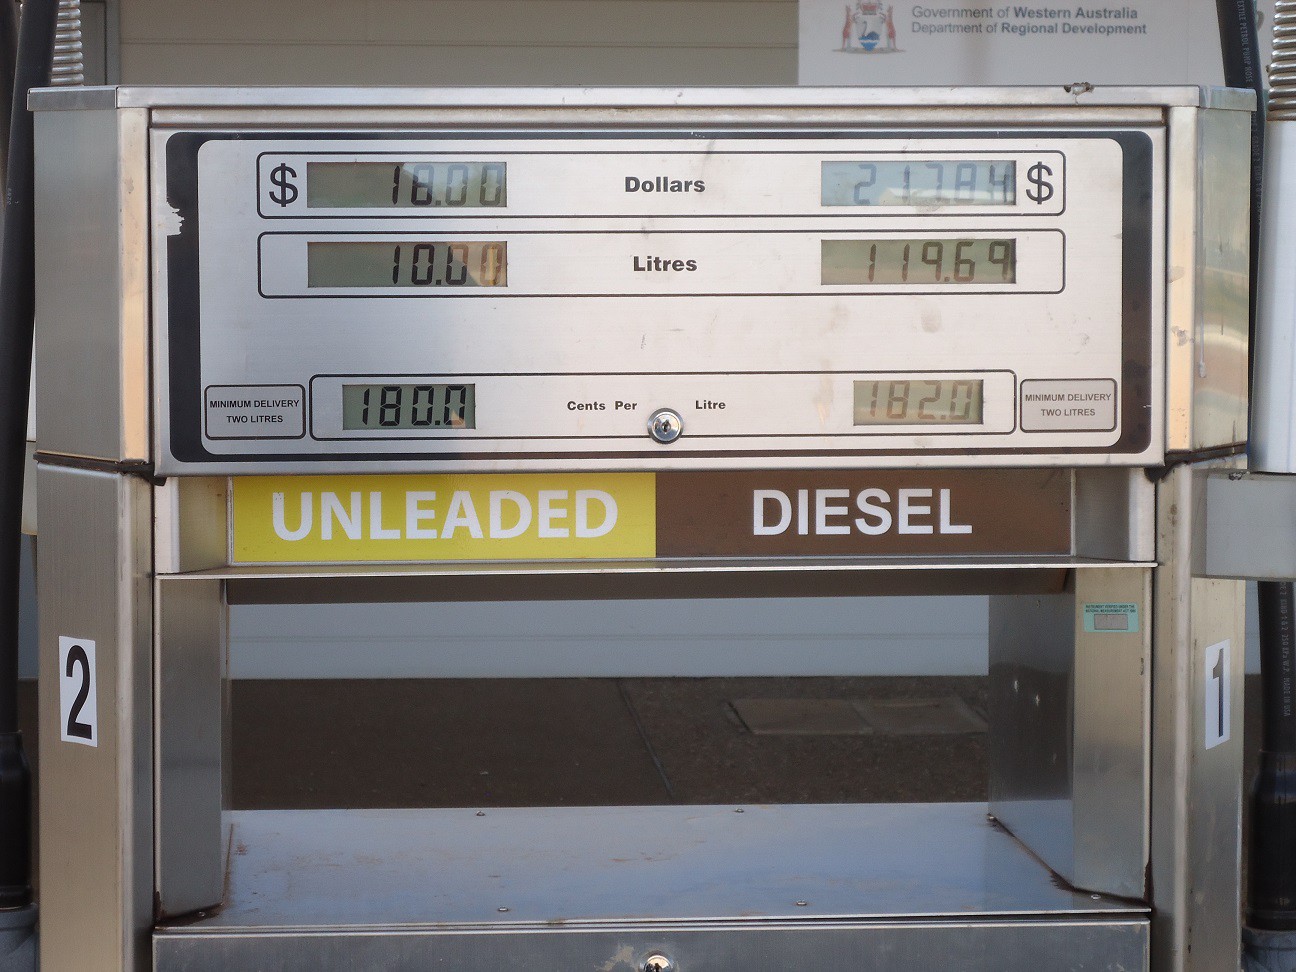 Government of Western Australia
Department of Regional Development
$ 18.00 Dollars 217.84 $
10.00 Litres 119.69
MINIMUM DELIVERY
TWO LITRES
180.0 Cents Per Litre 182.0
MINIMUM DELIVERY
TWO LITRES
UNLEADED DIESEL
2
1